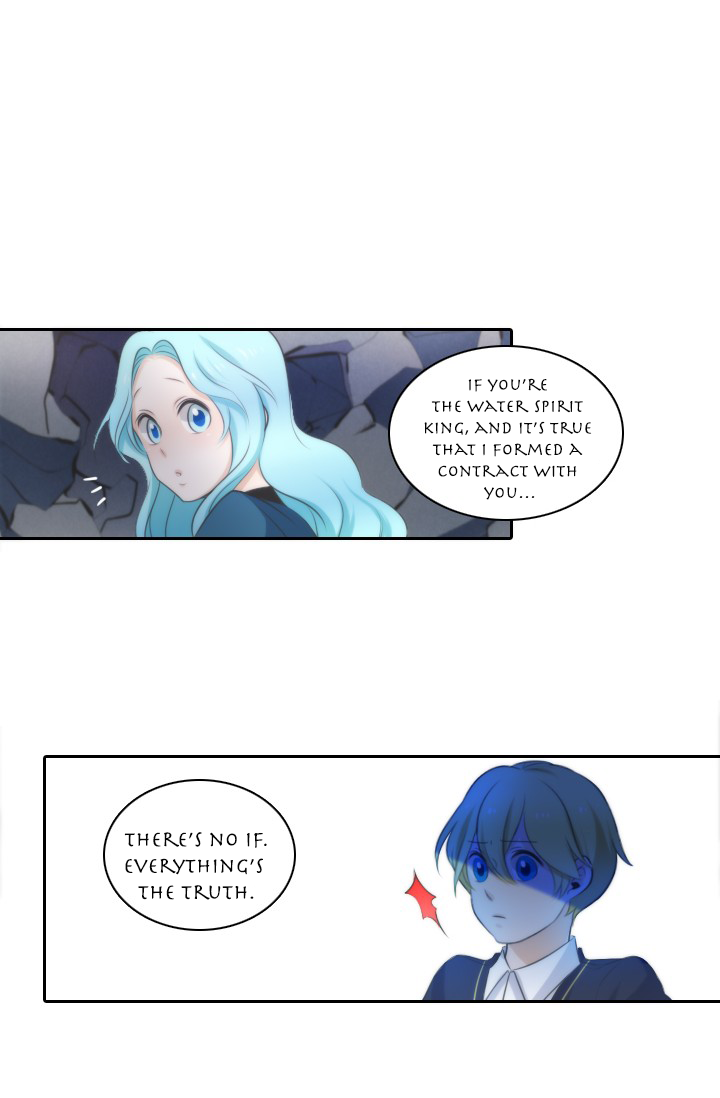 IF YOU'RE
THE WATER SPIRIT
KING, AND IT'S TRUE
THAT I FORMED A
CONTRACT WITH
YOU...
THERE'S NO IF.
EVERYTHING'S
THE TRUTH.